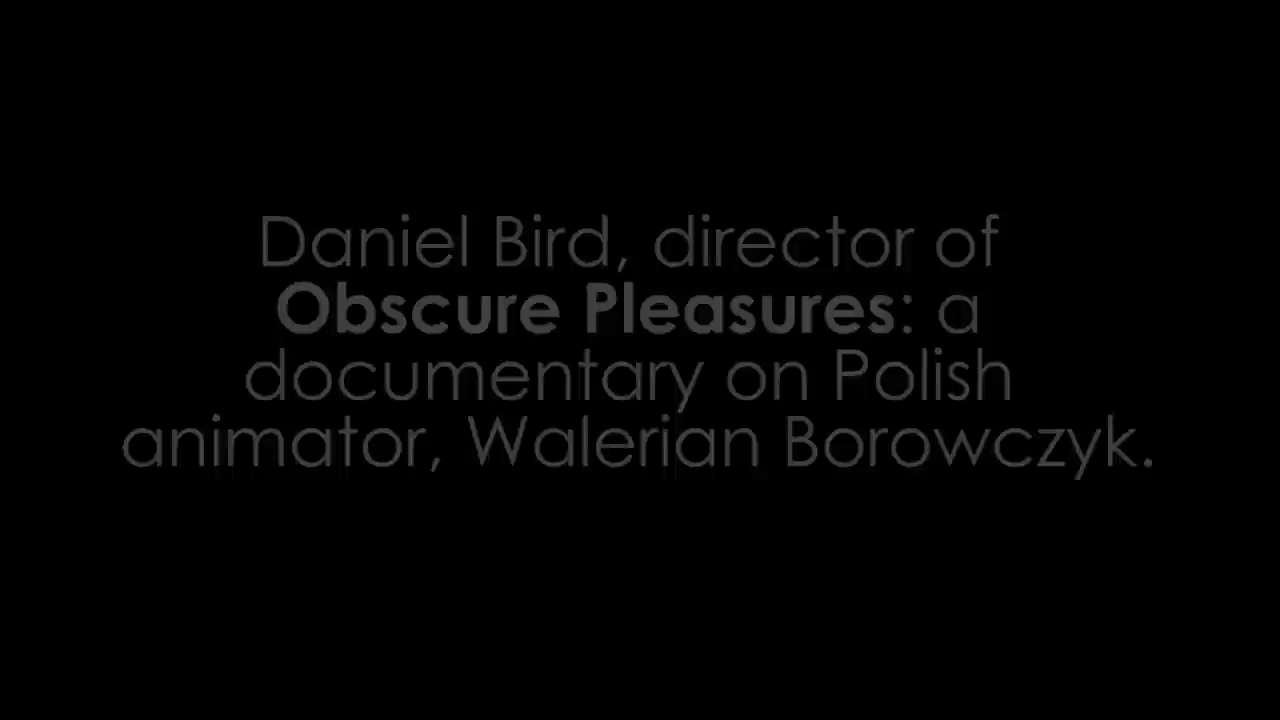 Daniel Bird, director of
Obscure Pleasures: a
documentary on Polish
animator, Walerian Borowczyk.